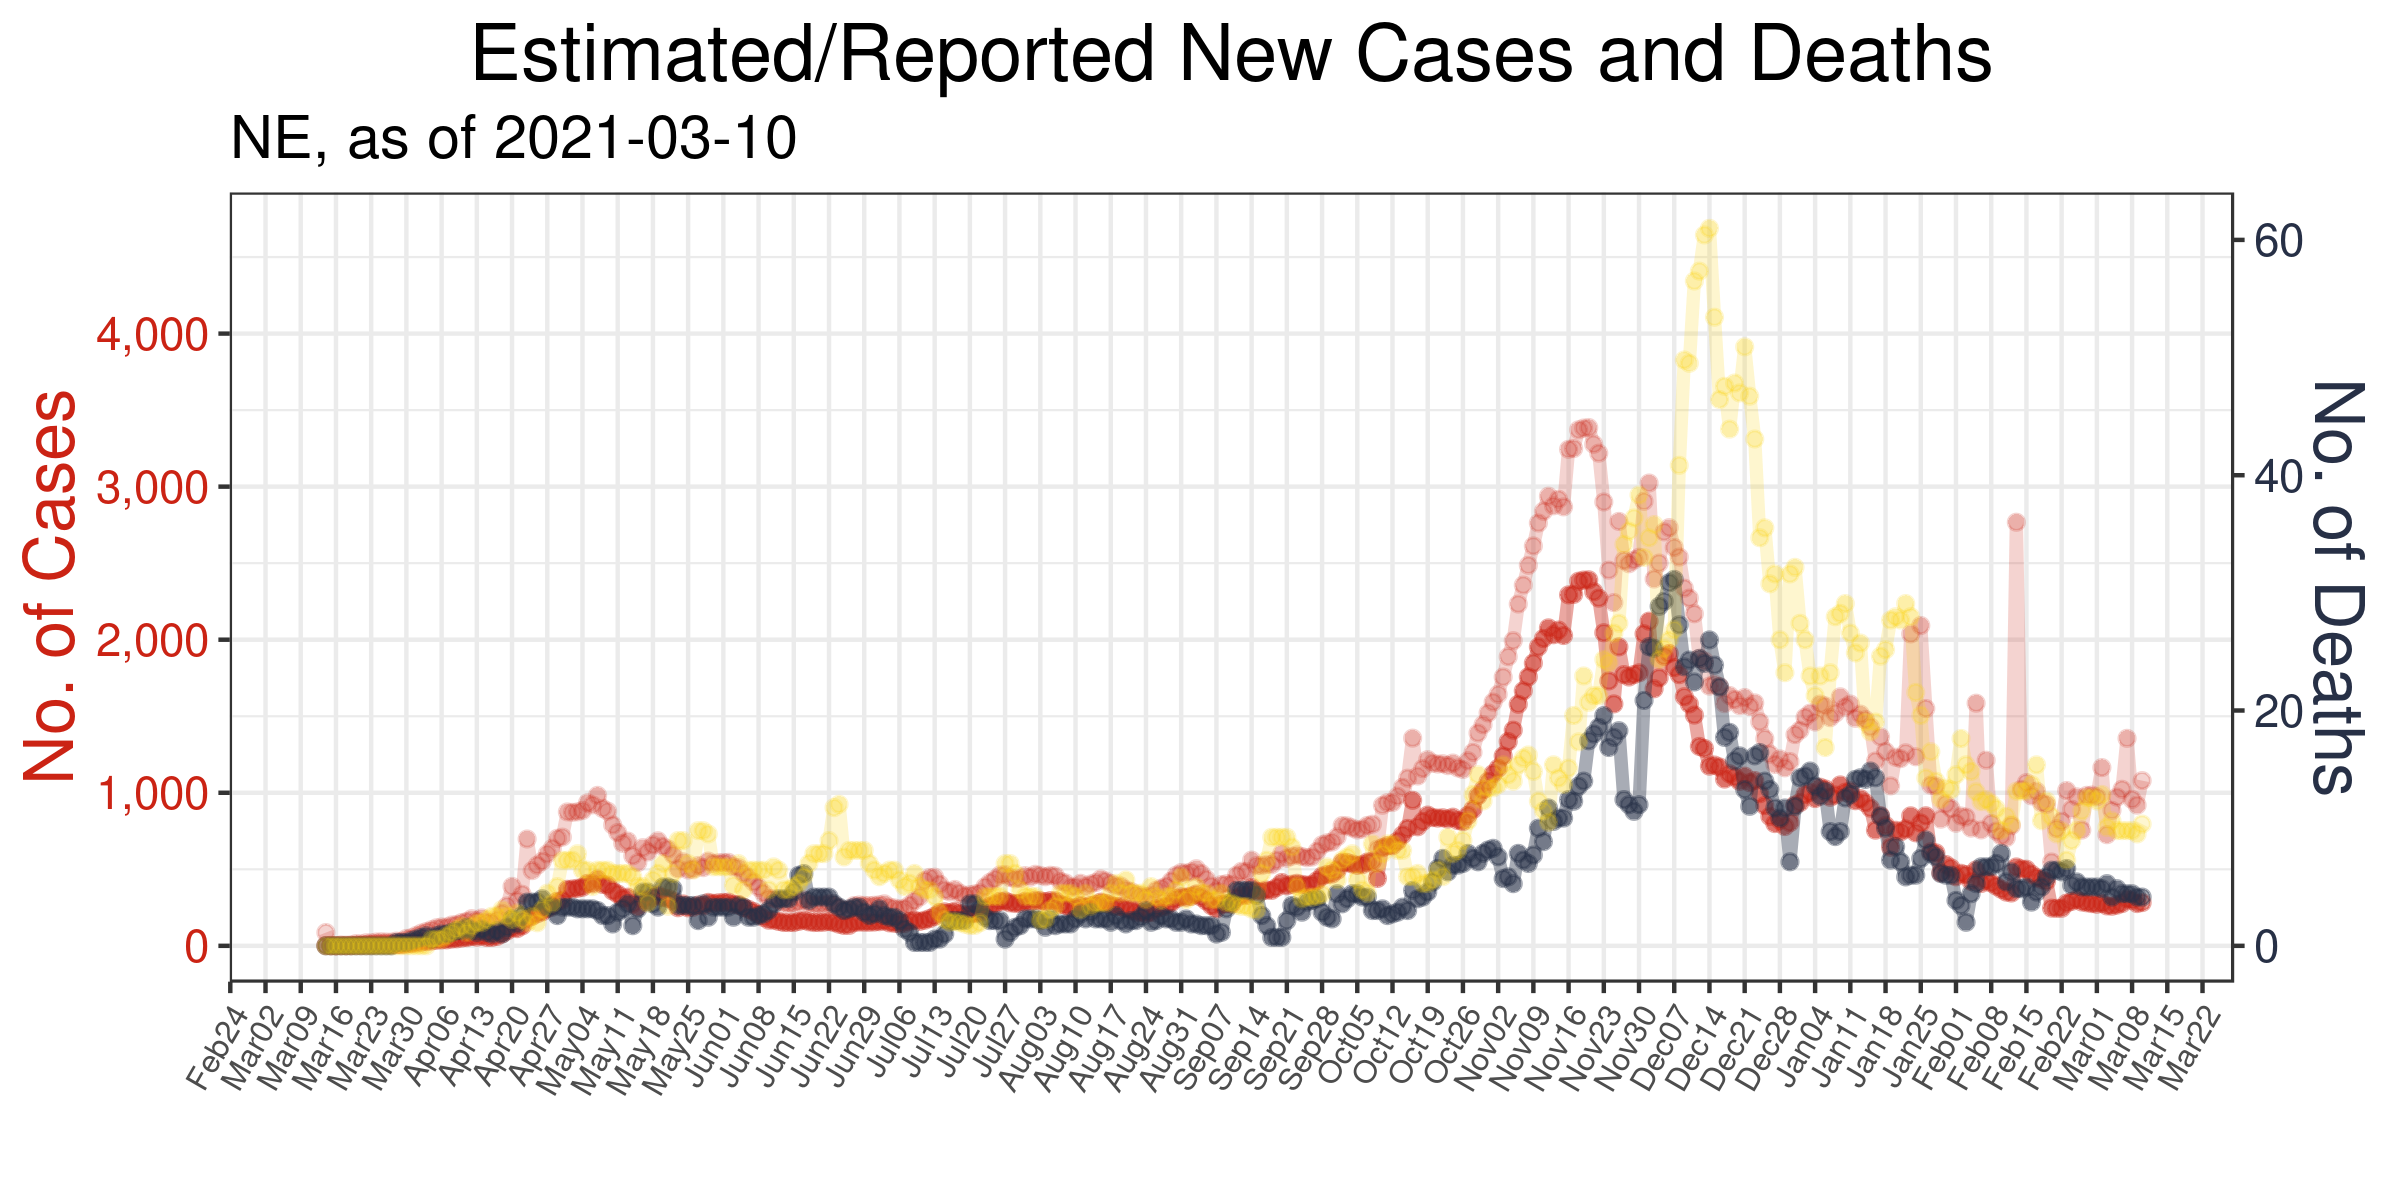 Estimated/Reported New Cases and Deaths
NE, as of 2021-03-10
No. of Cases
4,000
3,000
2,000
1,000
0
No. of Deaths
60
40
20
0
Feb24
Mar02
Mar09
Mar16
Mar23
Mar30
Apr06
Apr13
Apr20
Apr27
May04
May11
May18
May25
Jun01
Jun08
Jun15
Jun22
Jun29
Jul06
Jul13
Jul20
Jul27
Aug03
Aug10
Aug17
Aug24
Aug31
Sep07
Sep14
Sep21
Sep28
Oct05
Oct12
Oct19
Oct26
Nov02
Nov09
Nov16
Nov23
Nov30
Dec07
Dec14
Dec21
Dec28
Jan04
Jan11
Jan18
Jan25
Feb01
Feb08
Feb15
Feb22
Mar01
Mar08
Mar15
Mar22